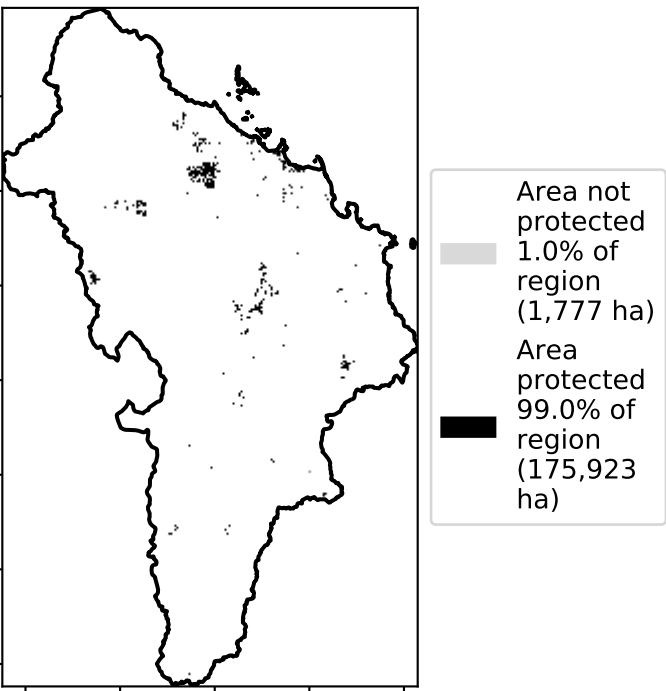 Area not
protected
1.0% of
region
(1,777 ha)
Area
protected
99.0% of
region
(175,923
ha)